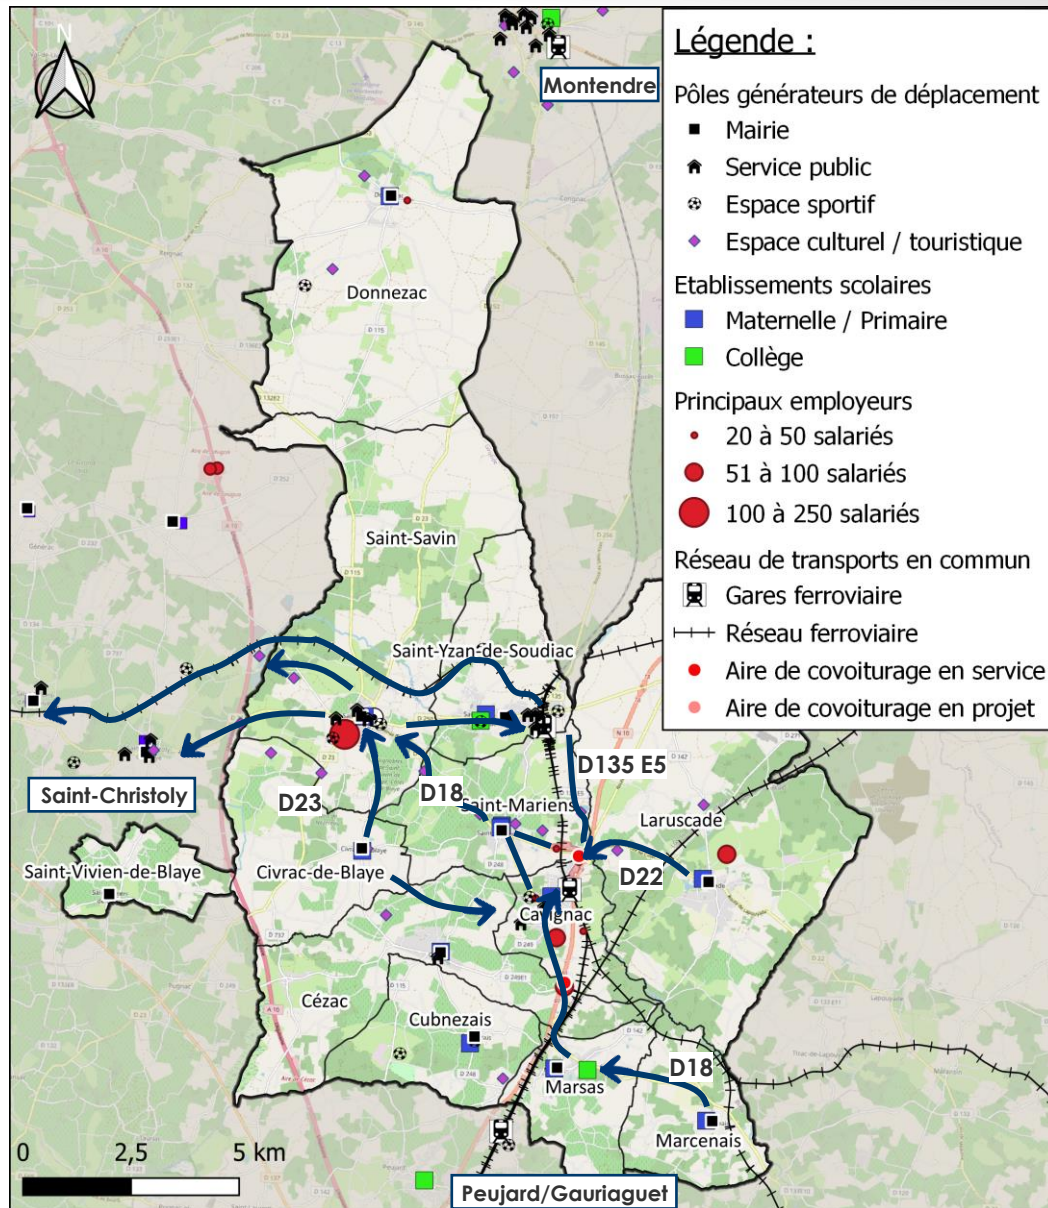 N
Montendre
Donnezac
Saint-Savin
Saint-Yzan-de-Soudiac
D135 E5
Saint-Christoly
D23
D18
Saint-Mariens
Laruscade
D22
Saint-Vivien-de-Blaye
Civrac-de-Blaye
Cavignac
Cézac
Cubnezais
D18
Marsas
Marcenais
Peujard/Gauriaguet
0 2,5 5 km
Légende :
Pôles générateurs de déplacement
Mairie
Service public
Espace sportif
Espace culturel / touristique
Etablissements scolaires
Maternelle / Primaire
Collège
Principaux employeurs
20 à 50 salariés
51 à 100 salariés
100 à 250 salariés
Réseau de transports en commun
Gares ferroviaire
Réseau ferroviaire
Aire de covoiturage en service
Aire de covoiturage en projet